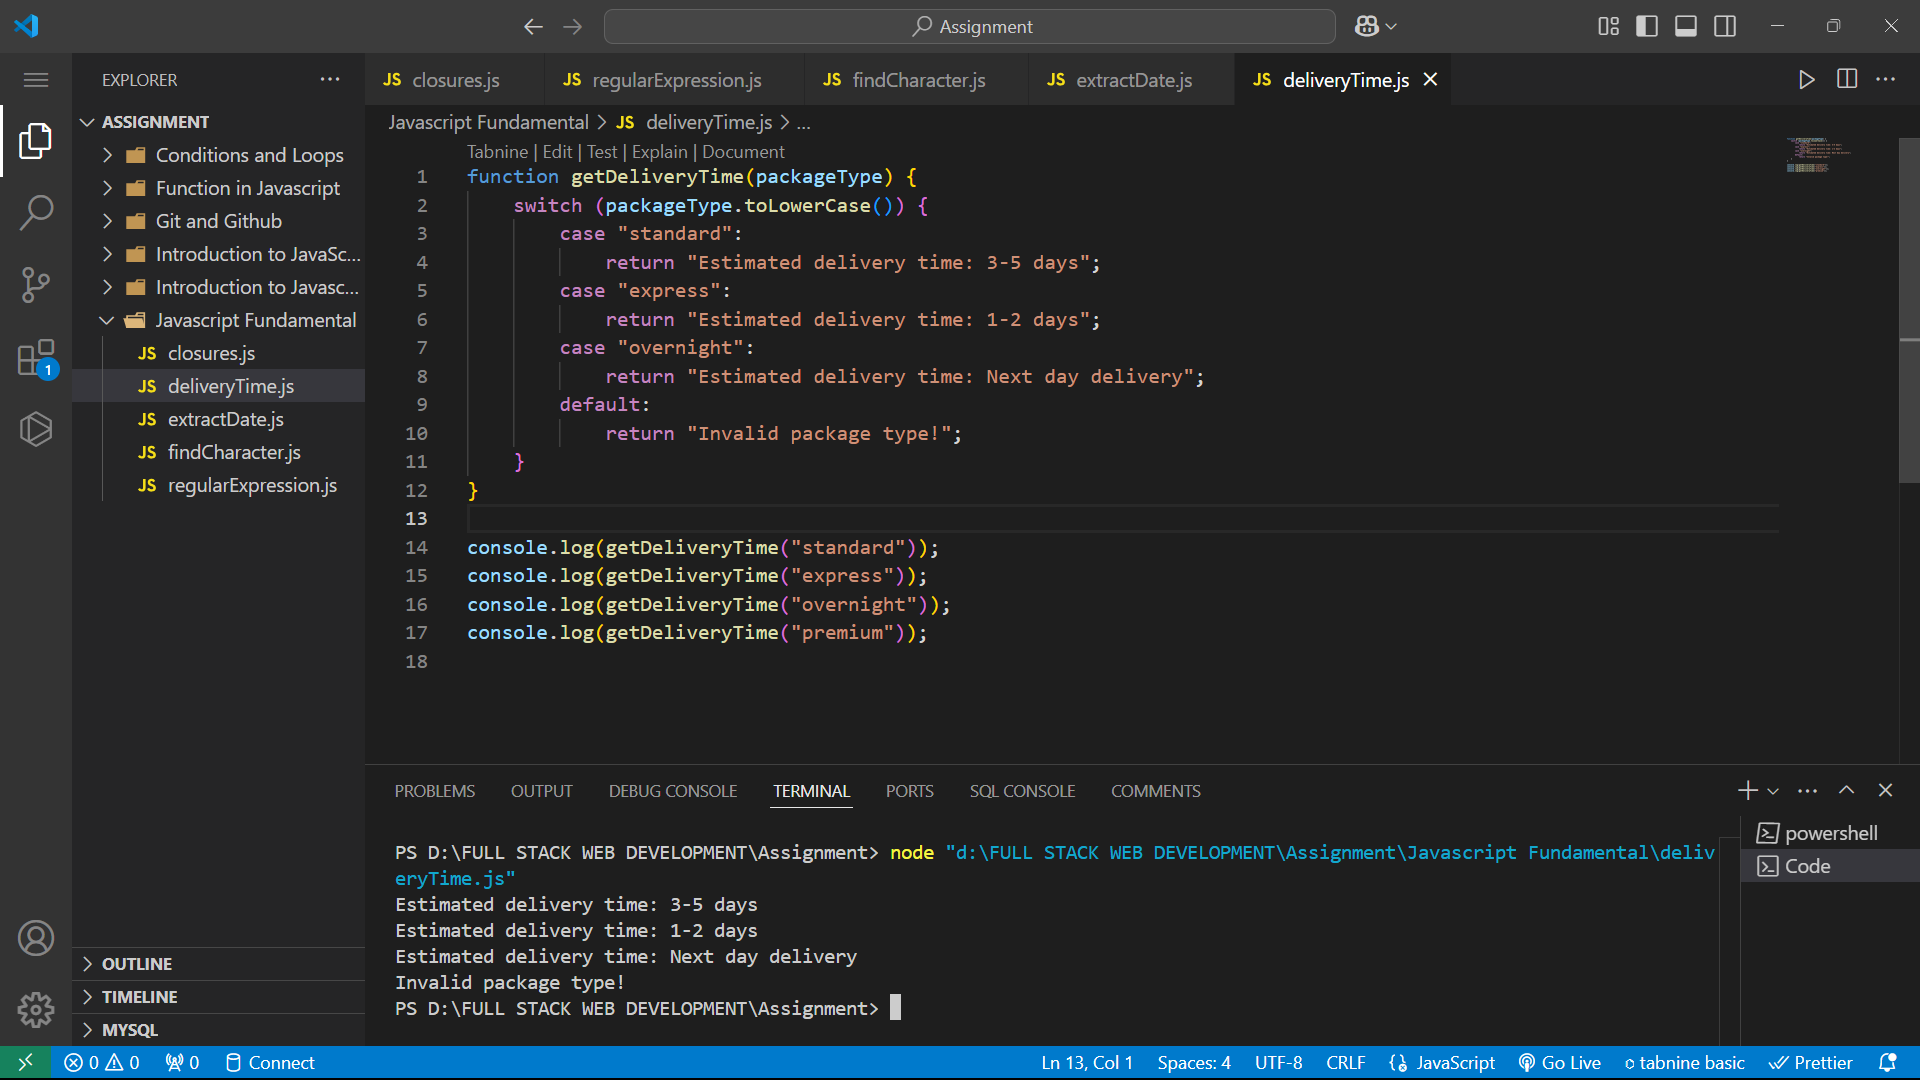 Assignment
EXPLORER
ASSIGNMENT
Conditions and Loops
Function in Javascript
Git and Github
Introduction to JavaSc...
Introduction to Javasc...
Javascript Fundamental
JS closures.js
JS deliveryTime.js
JS extractDate.js
JS findCharacter.js
JS regularExpression.js
1
OUTLINE
TIMELINE
MYSQL
JS closures.js JS regularExpression.js JS findCharacter.js JS extractDate.js JS deliveryTime.js
Javascript Fundamental > JS deliveryTime.js > ...
Tabnine | Edit | Test | Explain | Document
1 function getDeliveryTime(packageType) {
2 switch (packageType.toLowerCase()) {
3 case "standard":
4 return "Estimated delivery time: 3-5 days";
5 case "express":
6 return "Estimated delivery time: 1-2 days";
7 case "overnight":
8 return "Estimated delivery time: Next day delivery";
9 default:
10 return "Invalid package type!";
11 }
12 }
13
14 console.log(getDeliveryTime("standard"));
15 console.log(getDeliveryTime("express"));
16 console.log(getDeliveryTime("overnight"));
17 console.log(getDeliveryTime("premium"));
18
PROBLEMS OUTPUT DEBUG CONSOLE TERMINAL PORTS SQL CONSOLE COMMENTS
PS D:\FULL STACK WEB DEVELOPMENT\Assignment> node "d:\FULL STACK WEB DEVELOPMENT\Assignment\Javascript Fundamental\deliv
eryTime.js"
Estimated delivery time: 3-5 days
Estimated delivery time: 1-2 days
Estimated delivery time: Next day delivery
Invalid package type!
PS D:\FULL STACK WEB DEVELOPMENT\Assignment>
powershell
Code
0 0 0 Connect Ln 13, Col 1 Spaces: 4 UTF-8 CRLF JavaScript Go Live tabnine basic Prettier